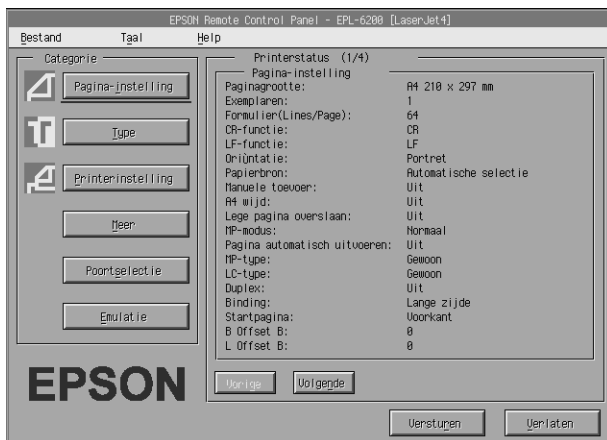 EPSON Remote Control Panel - EPL-6200 [LaserJet4]
Bestand Taal Help
Categorie
Pagina-instelling
Type
Printerinstelling
Meer
Poortselectie
Emulatie
EPSON
Printerstatus (1/4)
Pagina-instelling
Paginagrootte: A4 210 x 297 mm
Exemplaren: 1
Formulier(Lines/Page): 64
CR-functie: CR
LF-functie: LF
Oriùntatie: Portret
Papierbron: Automatische selectie
Manuele toevoer: Uit
A4 wijd: Uit
Lege pagina overslaan: Uit
MP-modus: Normaal
Pagina automatisch uitvoeren: Uit
MP-type: Gewoon
LC-type: Gewoon
Duplex: Uit
Binding: Lange zijde
Startpagina: Voorkant
B Offset B: 0
L Offset B: 0
Vorige Volgende
Versturen Verlaten